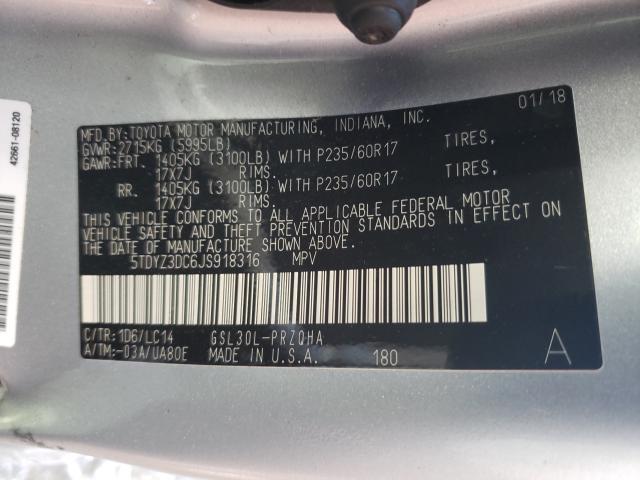 42661-08120
01/18
MFD.BY:TOYOTA MOTOR MANUFACTURING, INDIANA, INC.
GVWR:2715KG (5995LB)
GAWR:FRT. 1405KG (3100LB) WITH P235/60R17 TIRES,
17X7J RIMS.
RR. 1405KG (3100LB) WITH P235/60R17 TIRES,
17X7J RIMS.
THIS VEHICLE CONFORMS TO ALL APPLICABLE FEDERAL MOTOR
VEHICLE SAFETY AND THEFT PREVENTION STANDARDS IN EFFECT ON
THE DATE OF MANUFACTURE SHOWN ABOVE.
5TDYZ3DC6JS918316 MPV
C/TR:1D6/LC14 GSL30L-PRZQHA
A/TM:-03A/UA80E MADE IN U.S.A. 180 A